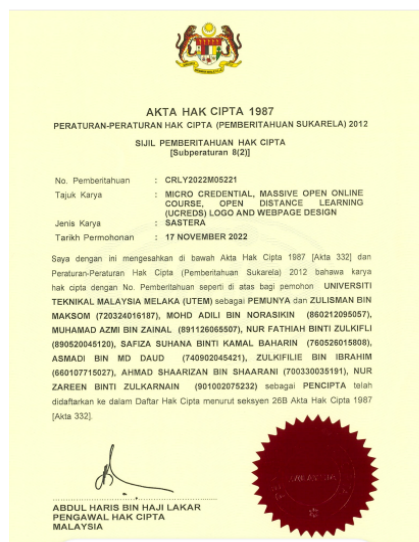 AKTA HAK CIPTA 1987
PERATURAN-PERATURAN HAK CIPTA (PEMBERITAHUAN SUKARELA) 2012
SIJIL PEMBERITAHUAN HAK CIPTA
[Subperaturan 8(2)]
No. Pemberitahuan : CRLY2022M05221
Tajuk Karya : MICRO CREDENTIAL, MASSIVE OPEN ONLINE
COURSE, OPEN DISTANCE LEARNING
(UCREDS) LOGO AND WEBPAGE DESIGN
Jenis Karya : SASTERA
Tarikh Permohonan : 17 NOVEMBER 2022
Saya dengan ini mengesahkan di bawah Akta Hak Cipta 1987 [Akta 332] dan
Peraturan-Peraturan Hak Cipta (Pemberitahuan Sukarela) 2012 bahawa karya
hak cipta dengan No. Pemberitahuan seperti di atas bagi pemohon UNIVERSITI
TEKNIKAL MALAYSIA MELAKA (UTEM) sebagai PEMUNYA dan ZULISMAN BIN
MAKSOM (720324016187), MOHD ADILI BIN NORASIKIN (860212095057),
MUHAMAD AZMI BIN ZAINAL (891126065507), NUR FATHIAH BINTI ZULKIFLI
(890520045120), SAFIZA SUHANA BINTI KAMAL BAHARIN (760526015808),
ASMADI BIN MD DAUD (740902045421), ZULKIFILIE BIN IBRAHIM
(660107715027), AHMAD SHAARIZAN BIN SHAARANI (700330035191), NUR
ZAREEN BINTI ZULKARNAIN (901002075232) sebagai PENCIPTA telah
didaftarkan ke dalam Daftar Hak Cipta menurut seksyen 26B Akta Hak Cipta 1987
[Akta 332].
ABDUL HARIS BIN HAJI LAKAR
PENGAWAL HAK CIPTA
MALAYSIA